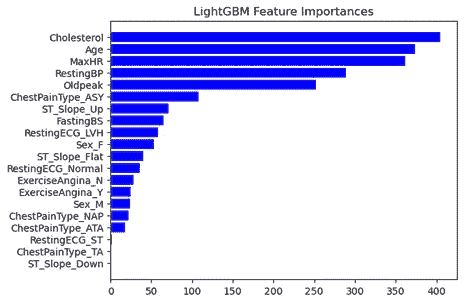 LightGBM Feature Importances
Cholesterol
Age
MaxHR
RestingBP
Oldpeak
ChestPainType_ASY
ST_Slope_Up
FastingBS
RestingECG_LVH
Sex_F
ST_Slope_Flat
RestingECG_Normal
ExerciseAngina_N
ExerciseAngina_Y
Sex_M
ChestPainType_NAP
ChestPainType_ATA
RestingECG_ST
ChestPainType_TA
ST_Slope_Down
0 50 100 150 200 250 300 350 400